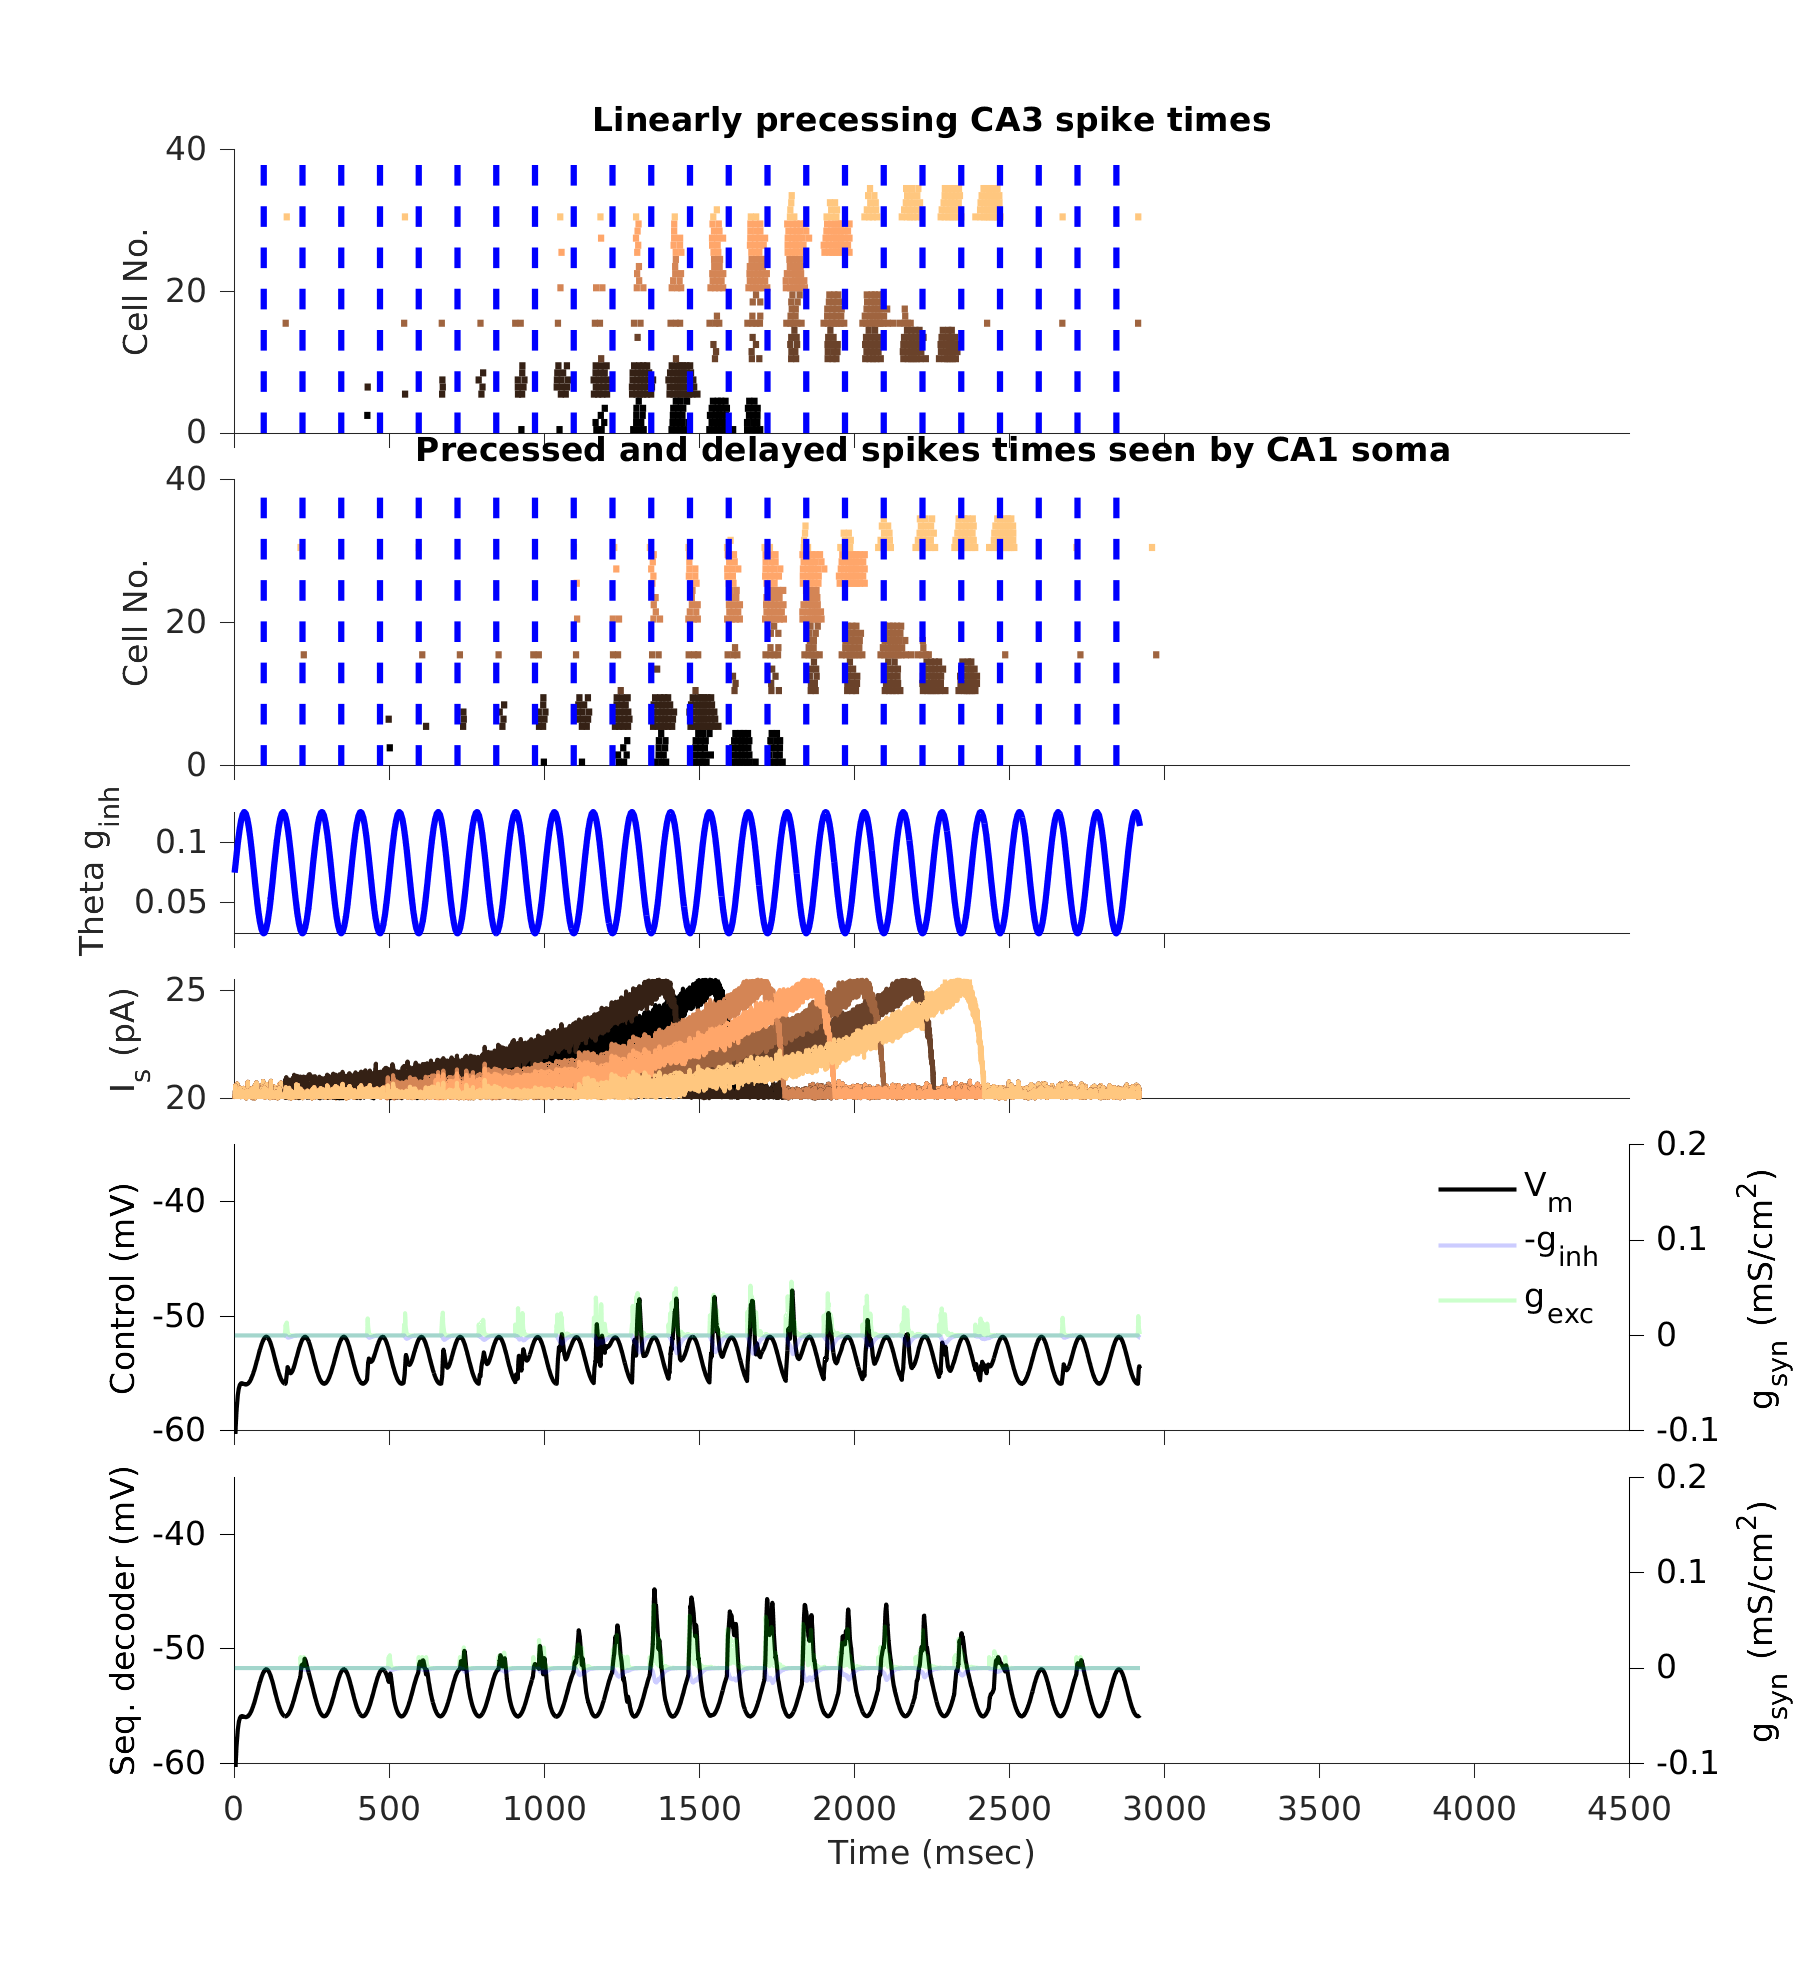 Linearly precessing CA3 spike times
40
20
0
Cell No.
Precessed and delayed spikes times seen by CA1 soma
40
20
0
Cell No.
0.1
0.05
Theta g_inh
25
20
I_s (pA)
-40
-50
-60
Control (mV)
V_m
-g_inh
g_exc
0.2
0.1
0
-0.1
g_syn (mS/cm^2)
-40
-50
-60
Seq. decoder (mV)
0.2
0.1
0
-0.1
g_syn (mS/cm^2)
0 500 1000 1500 2000 2500 3000 3500 4000 4500
Time (msec)